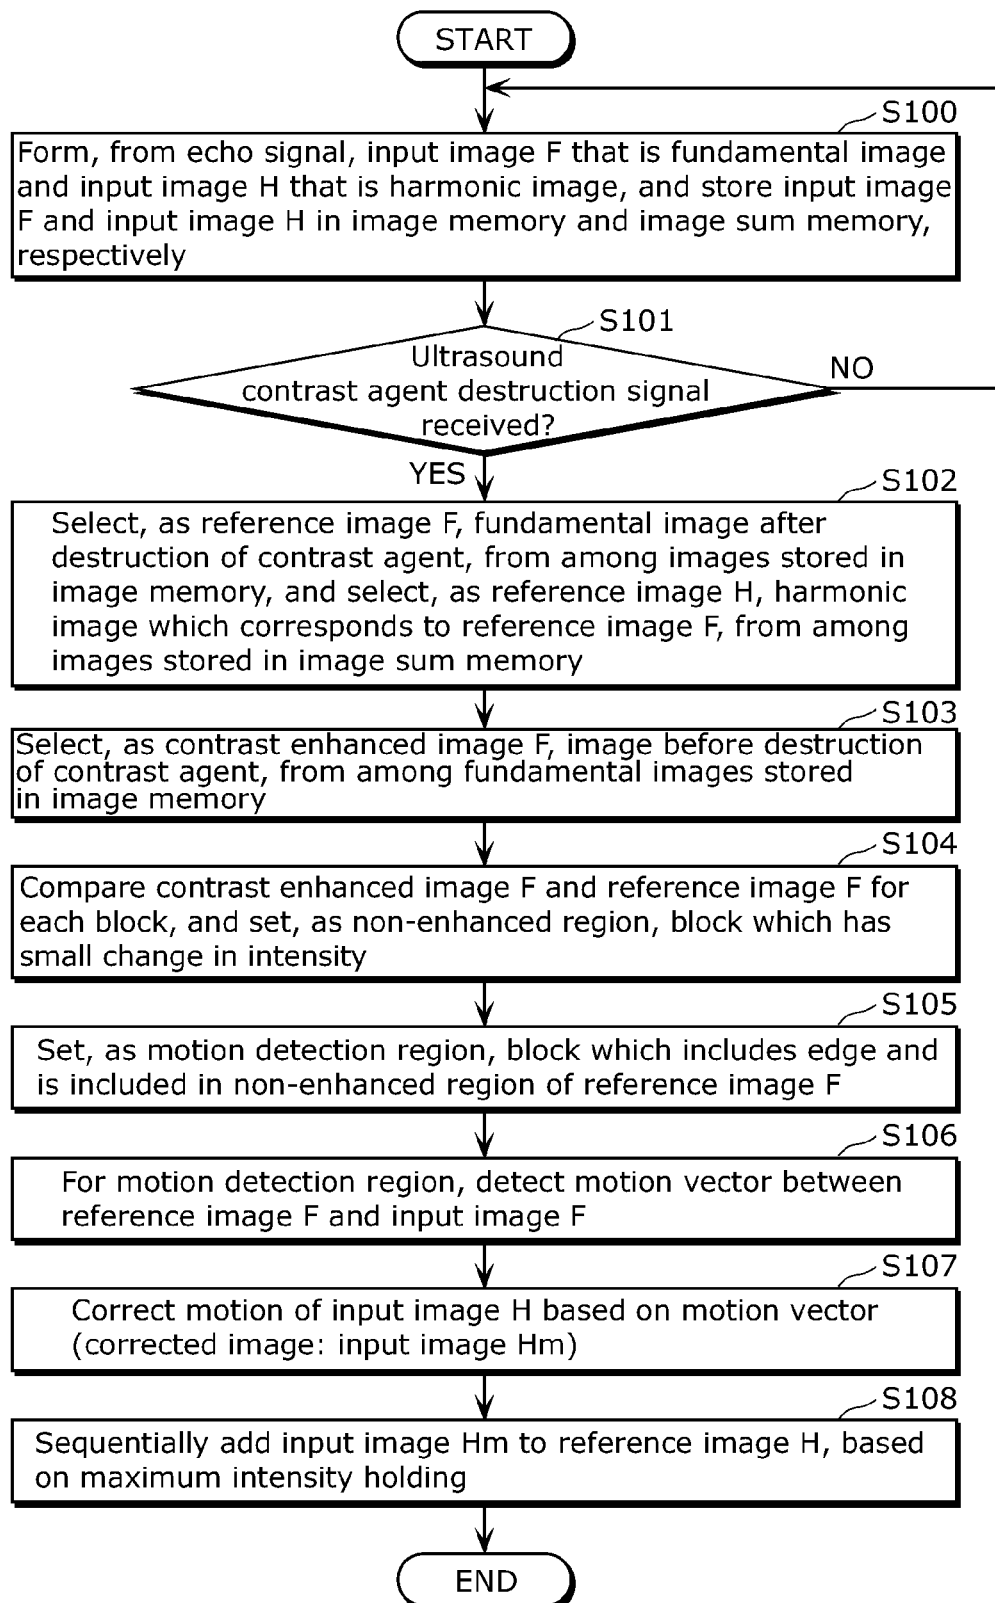 START
S100
Form, from echo signal, input image F that is fundamental image
and input image H that is harmonic image, and store input image
F and input image H in image memory and image sum memory,
respectively
S101
Ultrasound
contrast agent destruction signal
received?
NO
YES
S102
Select, as reference image F, fundamental image after
destruction of contrast agent, from among images stored in
image memory, and select, as reference image H, harmonic
image which corresponds to reference image F, from among
images stored in image sum memory
S103
Select, as contrast enhanced image F, image before destruction
of contrast agent, from among fundamental images stored
in image memory
S104
Compare contrast enhanced image F and reference image F for
each block, and set, as non-enhanced region, block which has
small change in intensity
S105
Set, as motion detection region, block which includes edge and
is included in non-enhanced region of reference image F
S106
For motion detection region, detect motion vector between
reference image F and input image F
S107
Correct motion of input image H based on motion vector
(corrected image: input image Hm)
S108
Sequentially add input image Hm to reference image H, based
on maximum intensity holding
END